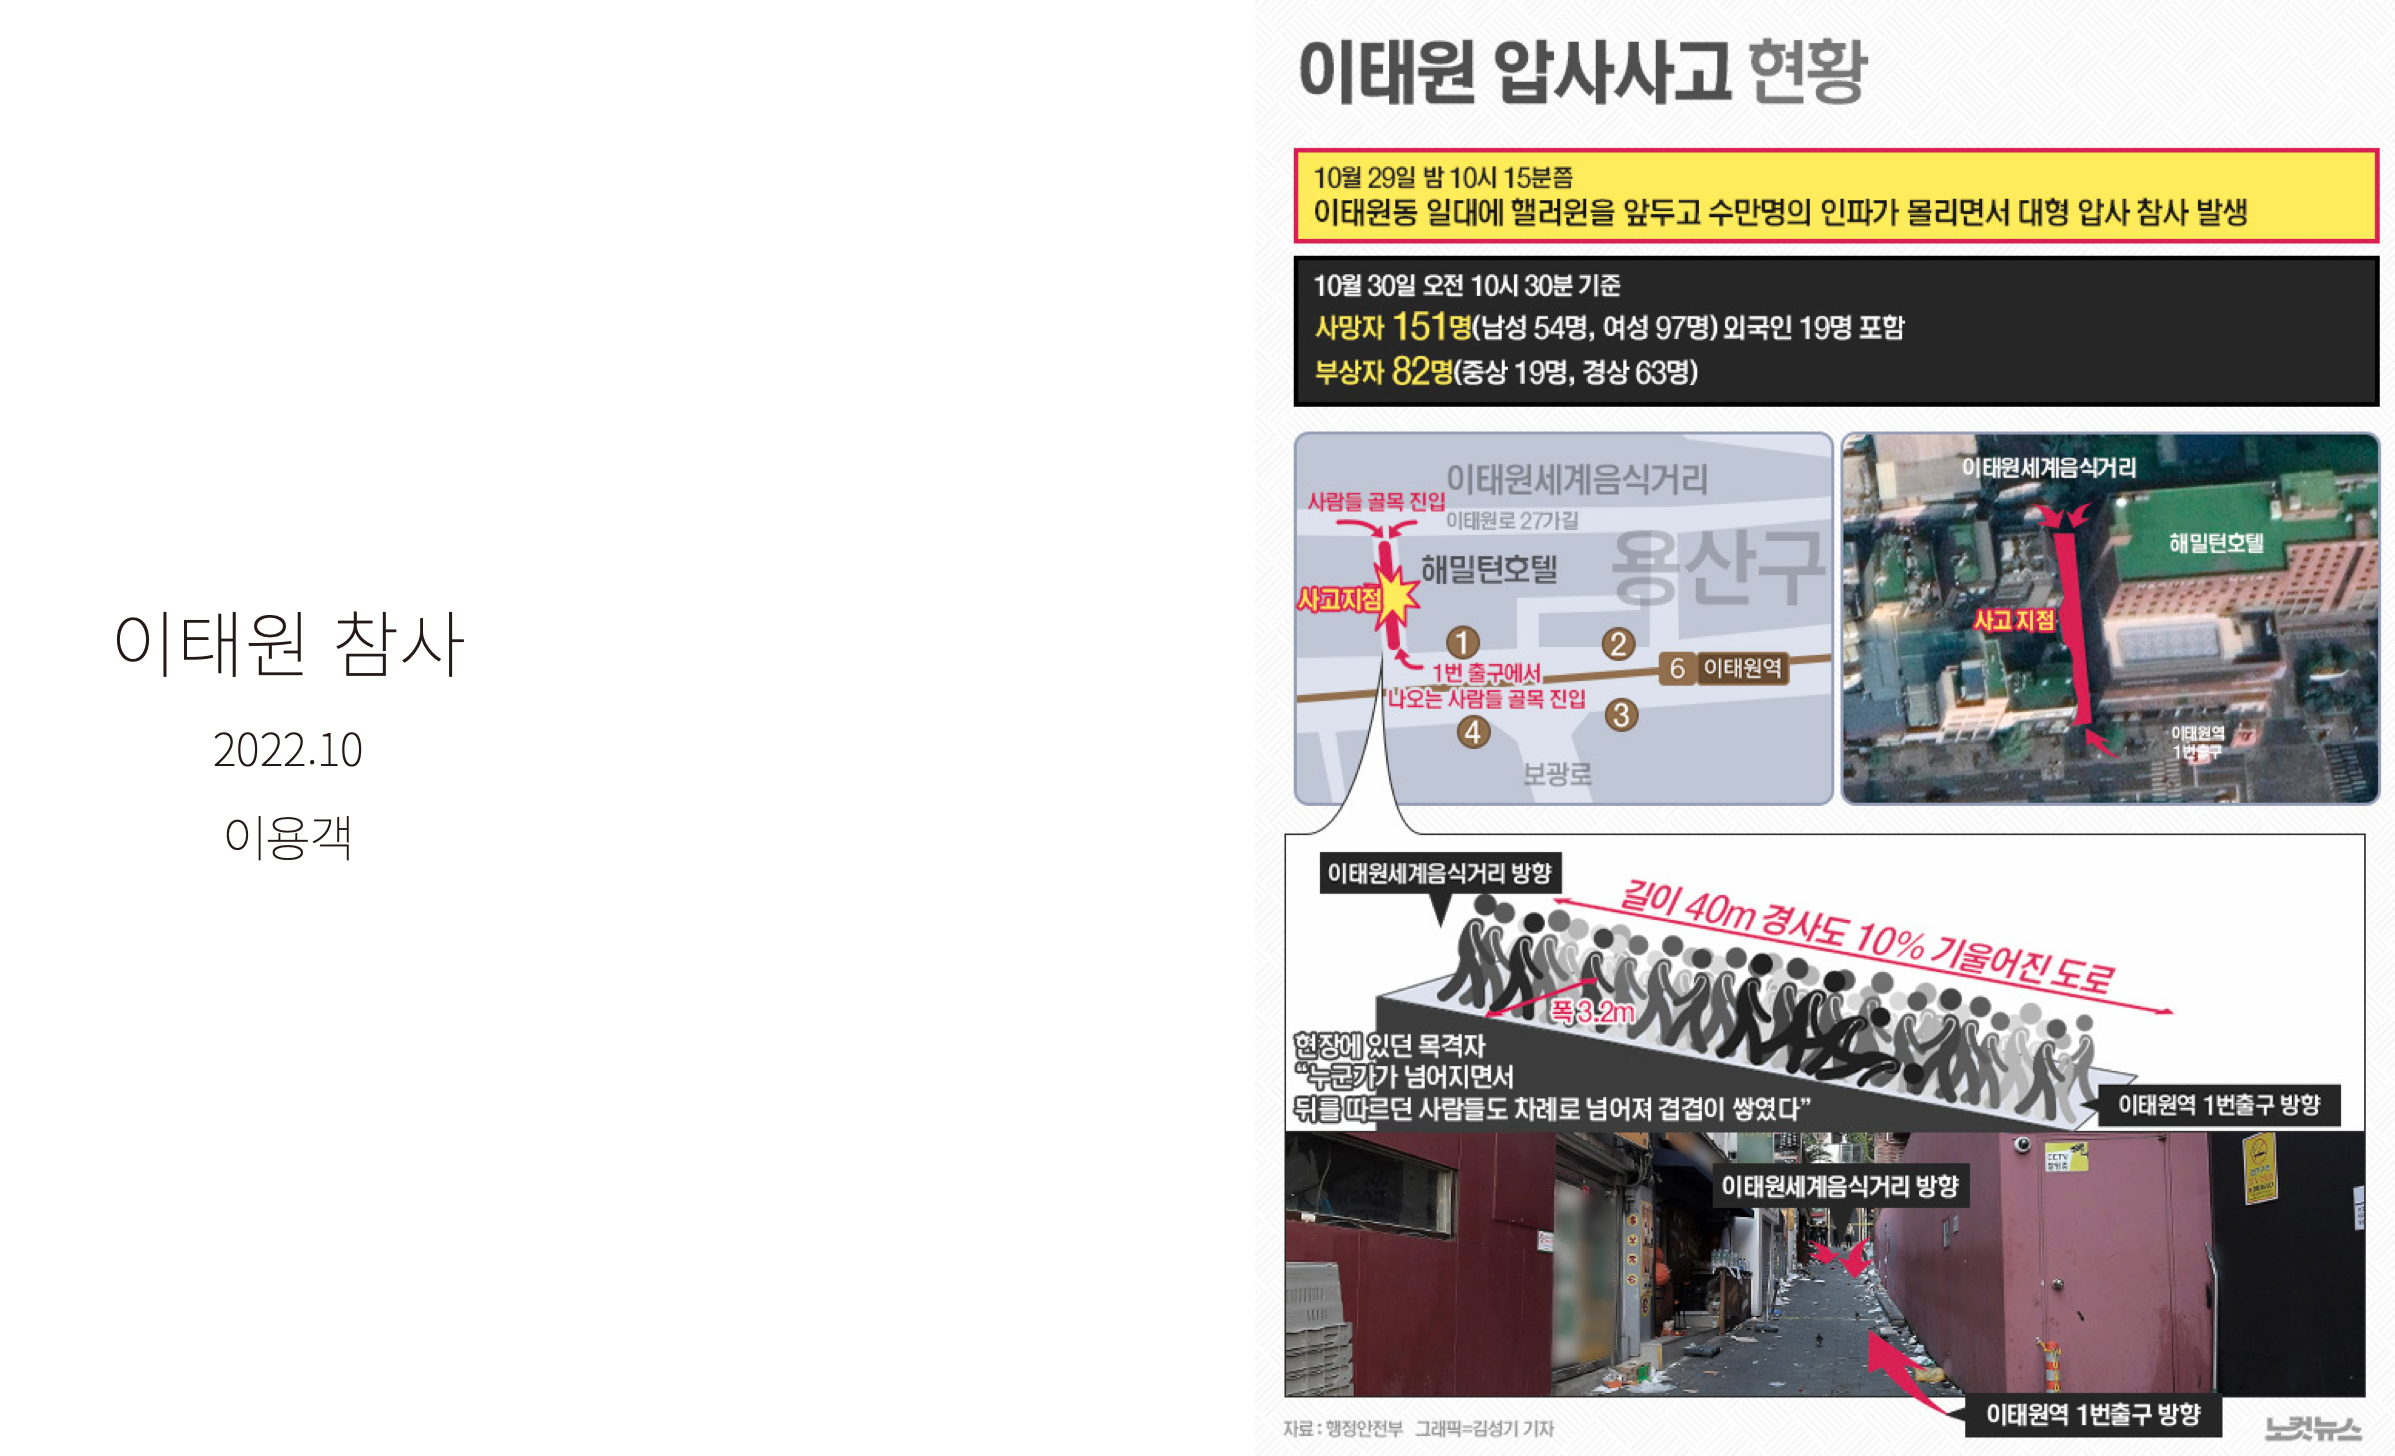 이태원 참사
2022.10
이용객
이태원 압사사고 현황
10월 29일 밤 10시 15분쯤
이태원동 일대에 핼러윈을 앞두고 수만명의 인파가 몰리면서 대형 압사 참사 발생
10월 30일 오전 10시 30분 기준
사망자 151명(남성 54명, 여성 97명) 외국인 19명 포함
부상자 82명(중상 19명, 경상 63명)
이태원세계음식거리
사람들 골목 진입
이태원로 27가길
해밀턴호텔
용산구
사고지점
1
2
1번 출구에서
나오는 사람들 골목 진입
6 이태원역
3
4
보광로
이태원세계음식거리
해밀턴호텔
사고 지점
이태원역
1번출구
이태원세계음식거리 방향
길이 40m 경사도 10% 기울어진 도로
폭 3.2m
현장에 있던 목격자
“누군가가 넘어지면서
뒤를 따르던 사람들도 차례로 넘어져 겹겹이 쌓였다”
이태원역 1번출구 방향
CCTV
이태원세계음식거리 방향
이태원역 1번출구 방향
자료 : 행정안전부 그래픽=김성기 기자
노컷뉴스